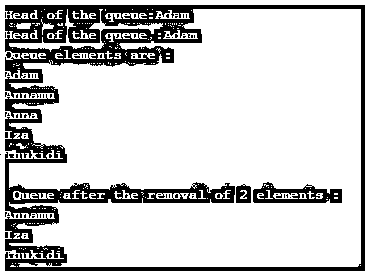 Head of the queue:Adam
Head of the queue :Adam
Queue elements are :
Adam
Annamu
Anna
Iza
Thukidi
Queue after the removal of 2 elements :
Annamu
Iza
Thukidi